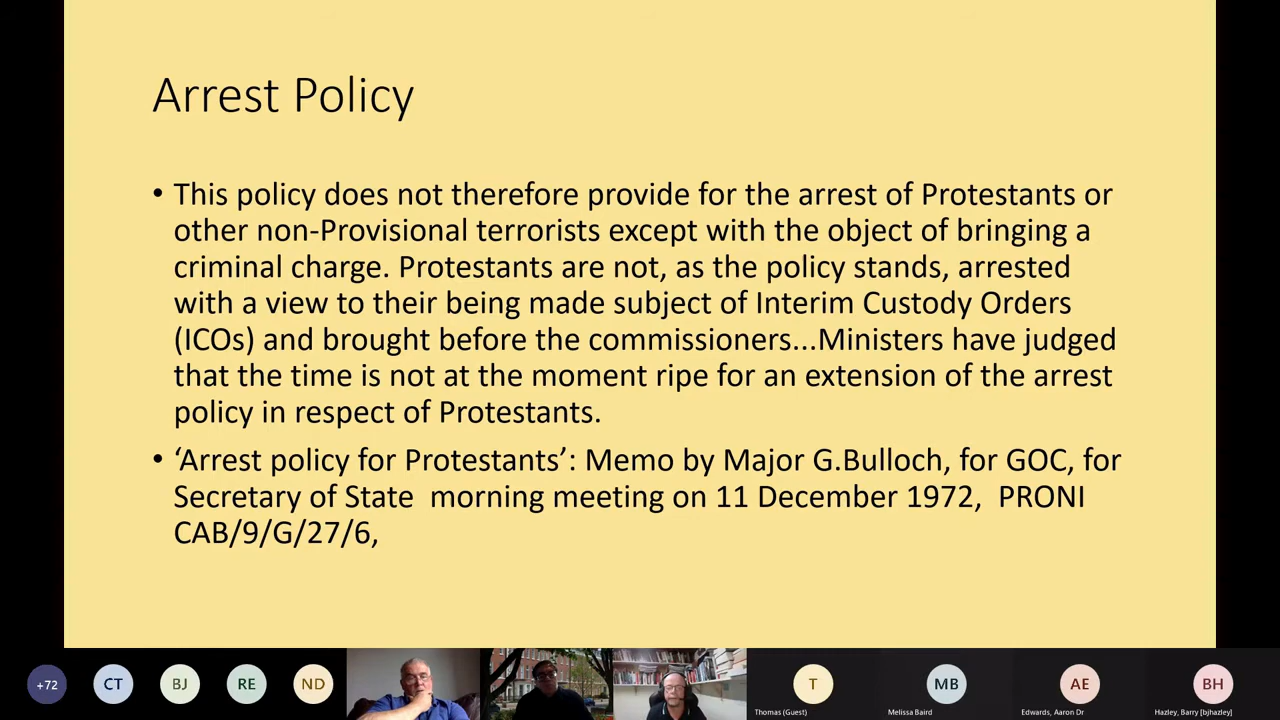 Arrest Policy
• This policy does not therefore provide for the arrest of Protestants or
other non-Provisional terrorists except with the object of bringing a
criminal charge. Protestants are not, as the policy stands, arrested
with a view to their being made subject of Interim Custody Orders
(ICOs) and brought before the commissioners...Ministers have judged
that the time is not at the moment ripe for an extension of the arrest
policy in respect of Protestants.
• ‘Arrest policy for Protestants’: Memo by Major G.Bulloch, for GOC, for
Secretary of State  morning meeting on 11 December 1972,  PRONI
CAB/9/G/27/6,
+72
CT
BJ
RE
ND
T
MB
AE
BH
Thomas (Guest)
Melissa Baird
Edwards, Aaron Dr
Hazley, Barry [bjhazley]